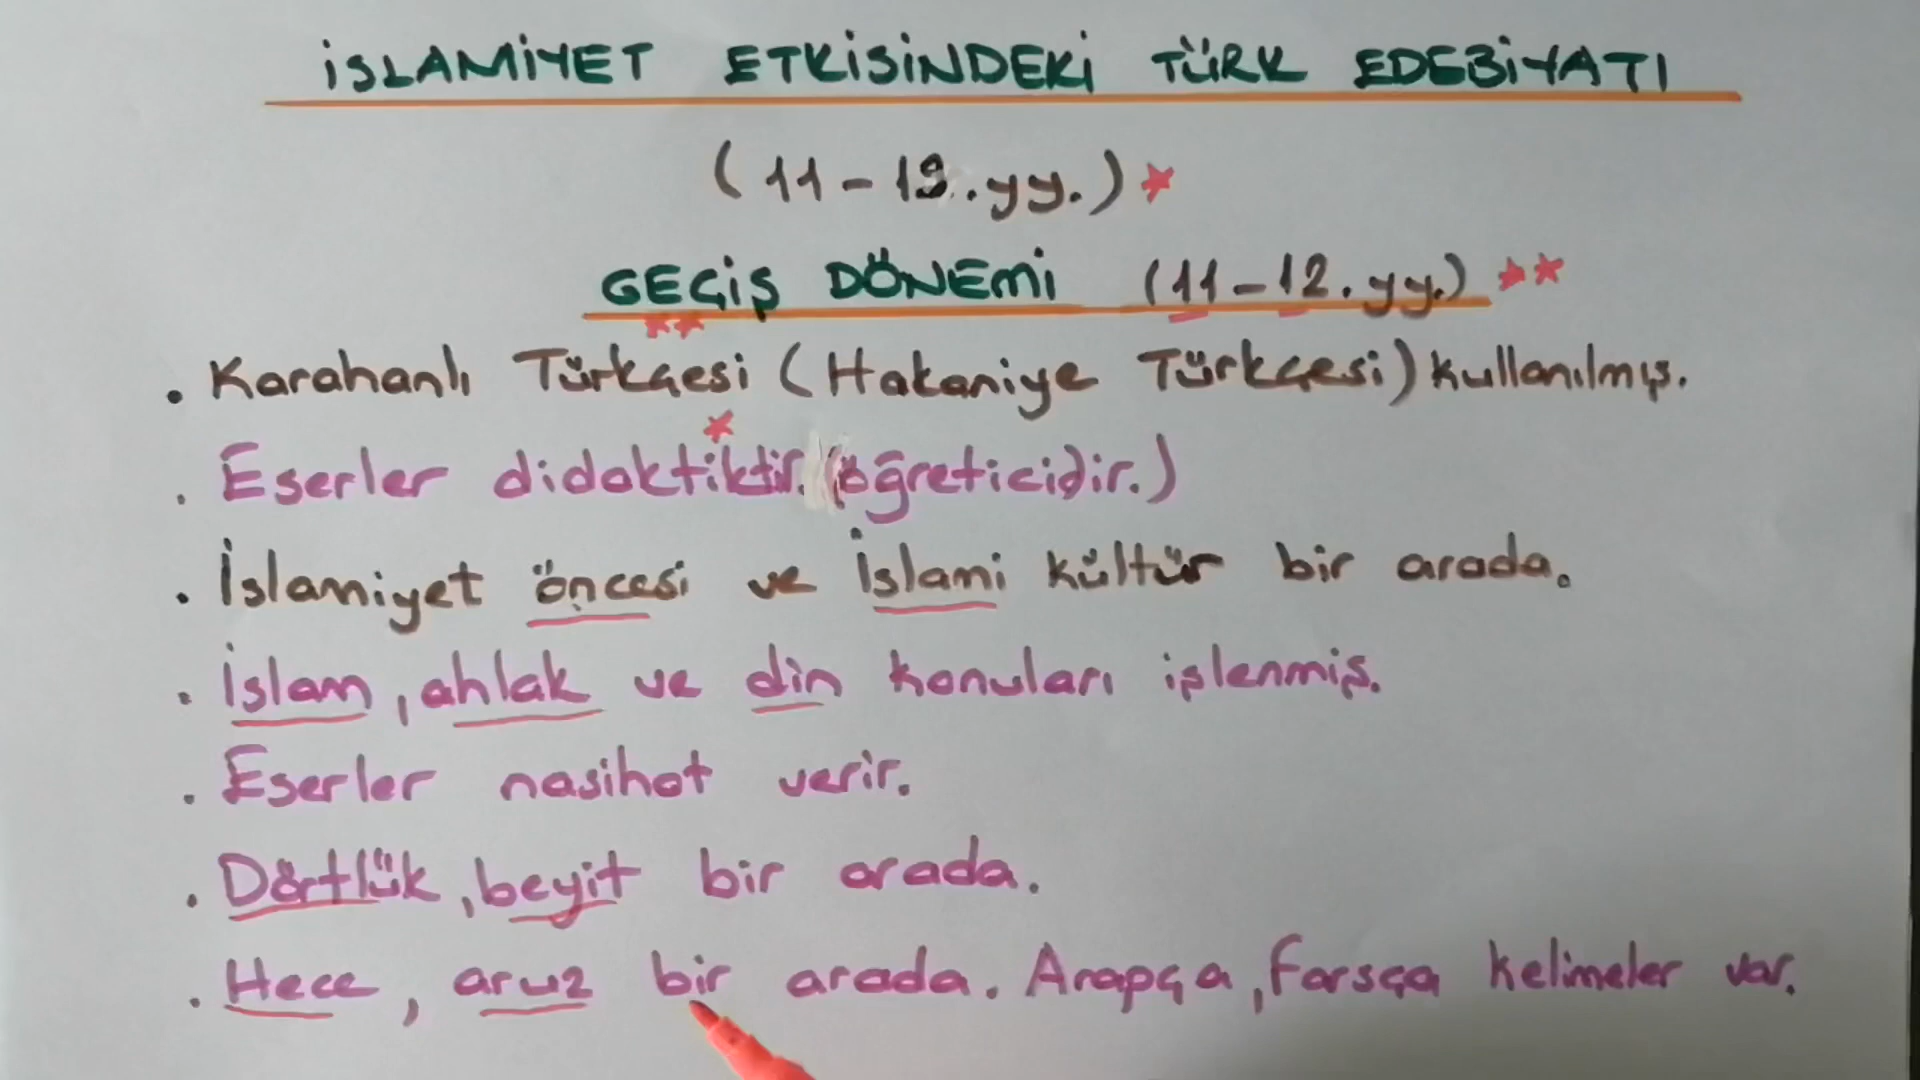 İSLAMİYET ETKİSİNDEKİ TÜRK EDEBİYATI
(11-19.yy.)
GEÇİŞ DÖNEMİ (11-12.yy.)
. Karahanlı Türkçesi (Hakaniye Türkçesi) kullanılmış.
. Eserler didaktiktir. (öğreticidir.)
. İslamiyet öncesi ve İslami kültür bir arada.
. İslam, ahlak ve din konuları işlenmiş.
. Eserler nasihat verir.
. Dörtlük, beyit bir arada.
. Hece, aruz bir arada. Arapça, Farsça kelimeler var.